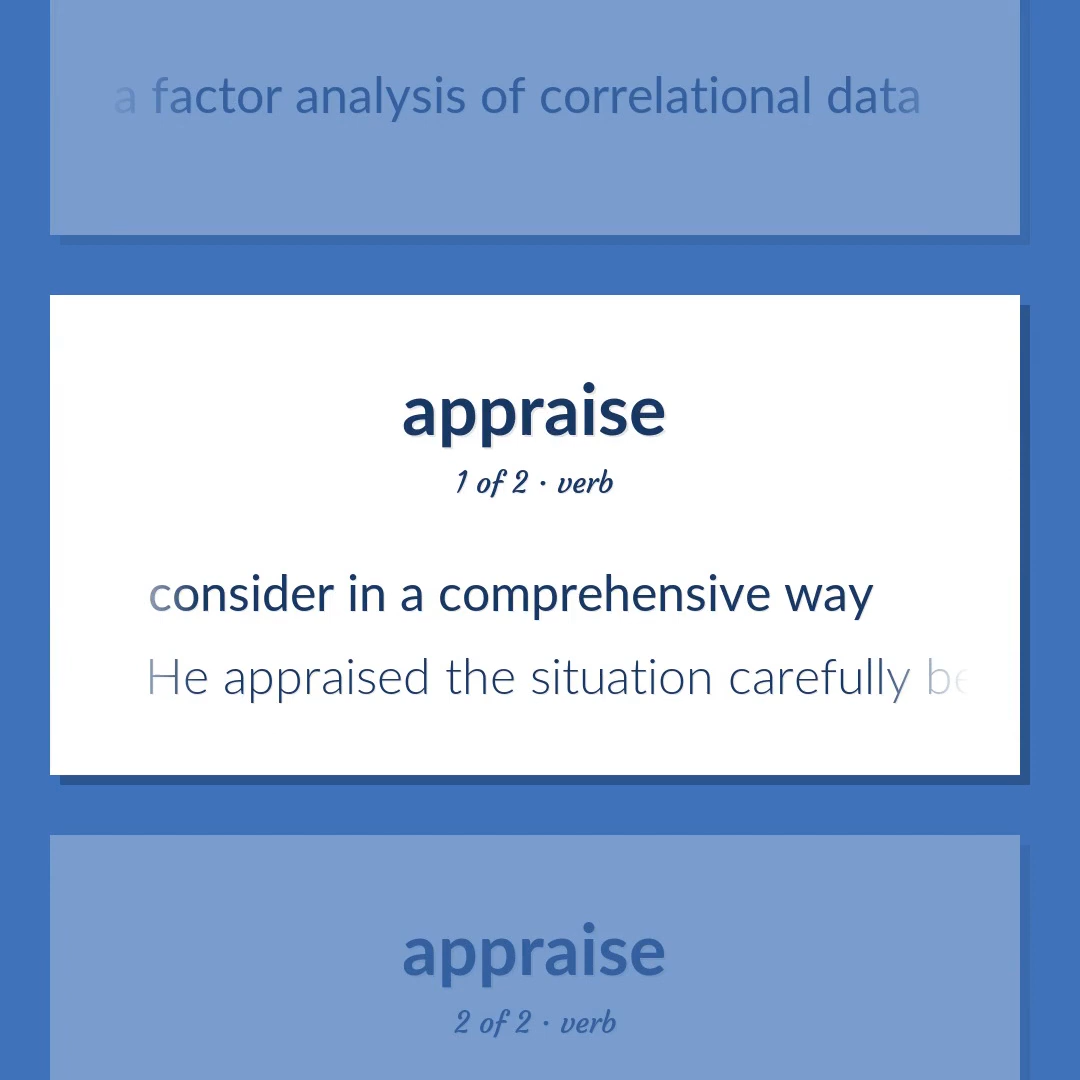 a factor analysis of correlational data
appraise
1 of 2 · verb
consider in a comprehensive way
He appraised the situation carefully
appraise
2 of 2 · verb